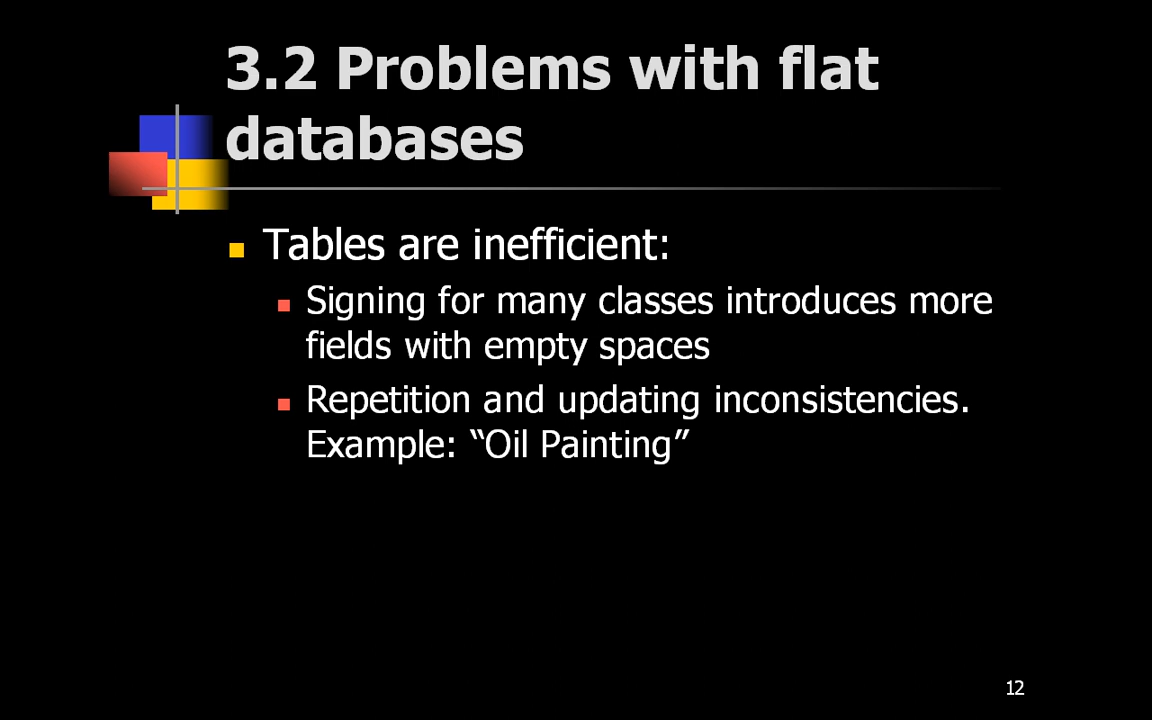 3.2 Problems with flat
databases
Tables are inefficient:
Signing for many classes introduces more
fields with empty spaces
Repetition and updating inconsistencies.
Example: “Oil Painting”
12